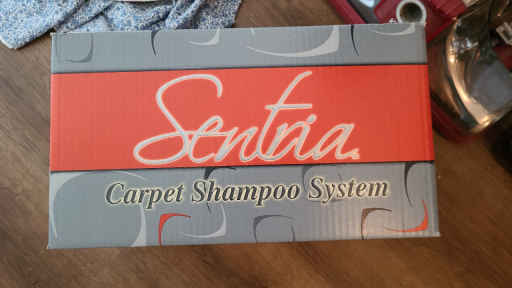 Sentria
Carpet Shampoo System